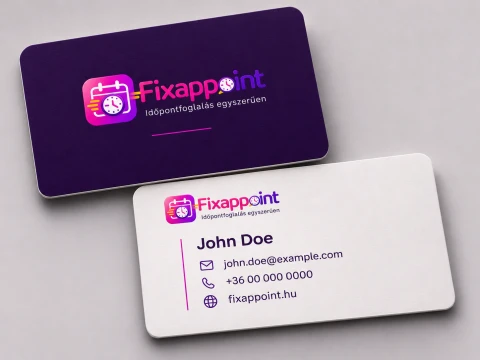 Fixappoint
Időpontfoglalás egyszerűen
Fixappoint
Időpontfoglalás egyszerűen
John Doe
john.doe@example.com
+36 00 000 0000
fixappoint.hu